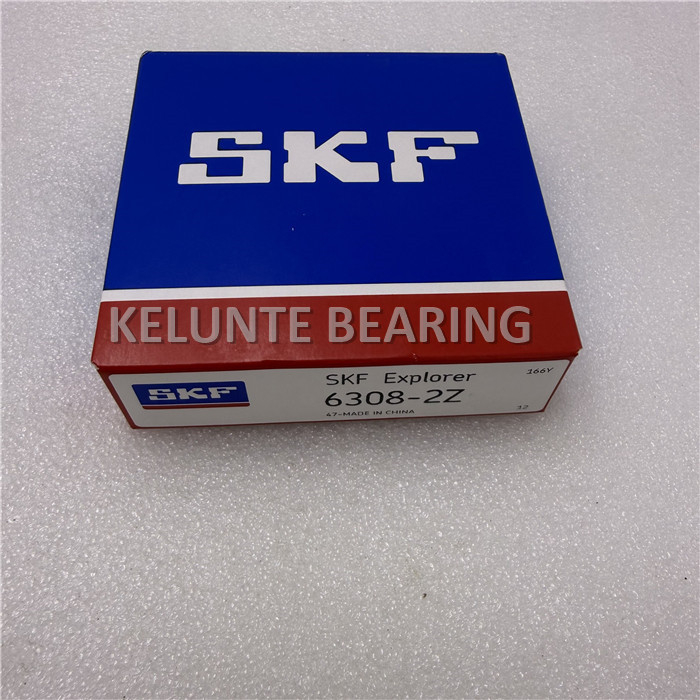 SKF
KELUNTE BEARING
SKF
SKF Explorer
166Y
6308-2Z
47-MADE IN CHINA
32